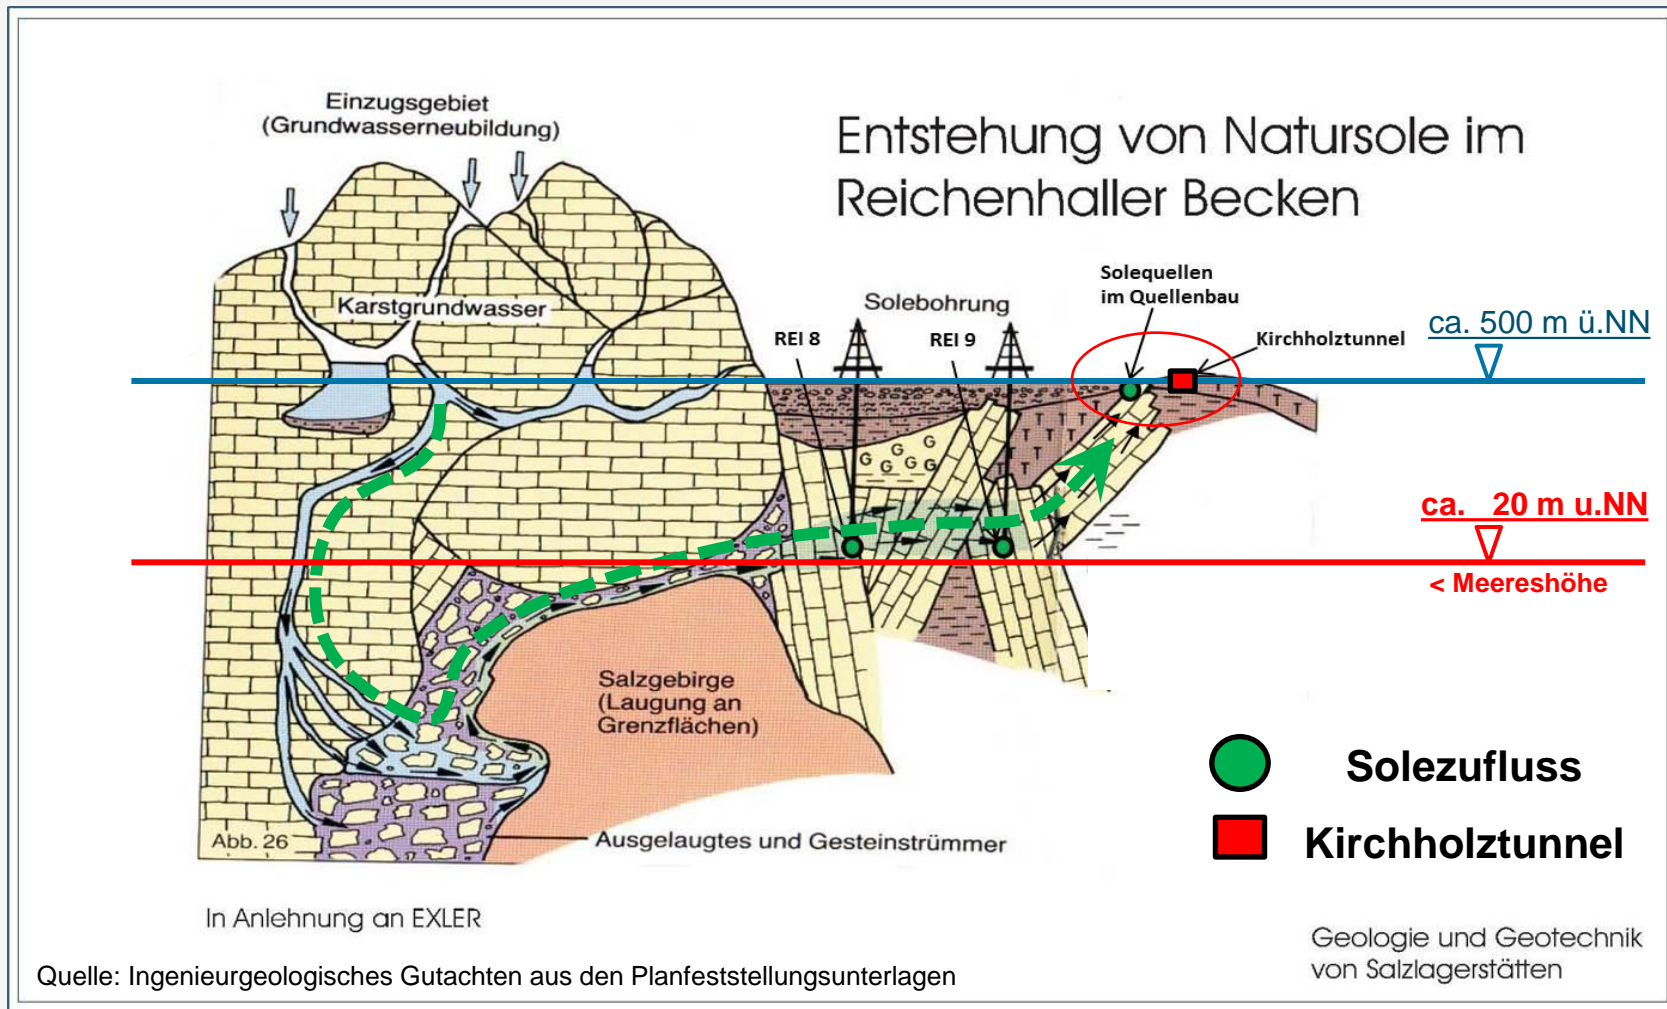 Einzugsgebiet
(Grundwasserneubildung)
Entstehung von Natursole im
Reichenhaller Becken
Karstgrundwasser
Solebohrung
Solequellen
im Quellenbau
REI 8
REI 9
Kirchholztunnel
ca. 500 m ü.NN
G
G G G G
T T T T T T T T T T T
ca. 20 m u.NN
< Meereshöhe
Salzgebirge
(Laugung an
Grenzflächen)
Solezufluss
Kirchholztunnel
Abb. 26
Ausgelaugtes und Gesteinstrümmer
In Anlehnung an EXLER
Geologie und Geotechnik
von Salzlagerstätten
Quelle: Ingenieurgeologisches Gutachten aus den Planfeststellungsunterlagen